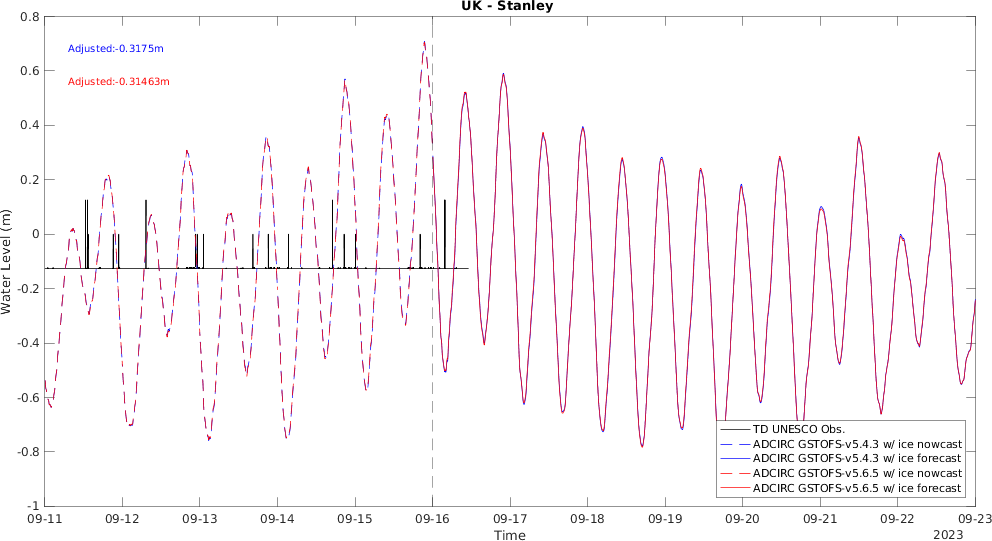 UK - Stanley
0.8
0.6
0.4
0.2
0
-0.2
-0.4
-0.6
-0.8
-1
Water Level (m)
Adjusted:-0.3175m
Adjusted:-0.31463m
TD UNESCO Obs.
ADCIRC GSTOFS-v5.4.3 w/ ice nowcast
ADCIRC GSTOFS-v5.4.3 w/ ice forecast
ADCIRC GSTOFS-v5.6.5 w/ ice nowcast
ADCIRC GSTOFS-v5.6.5 w/ ice forecast
09-11 09-12 09-13 09-14 09-15 09-16 09-17 09-18 09-19 09-20 09-21 09-22 09-23
Time
2023